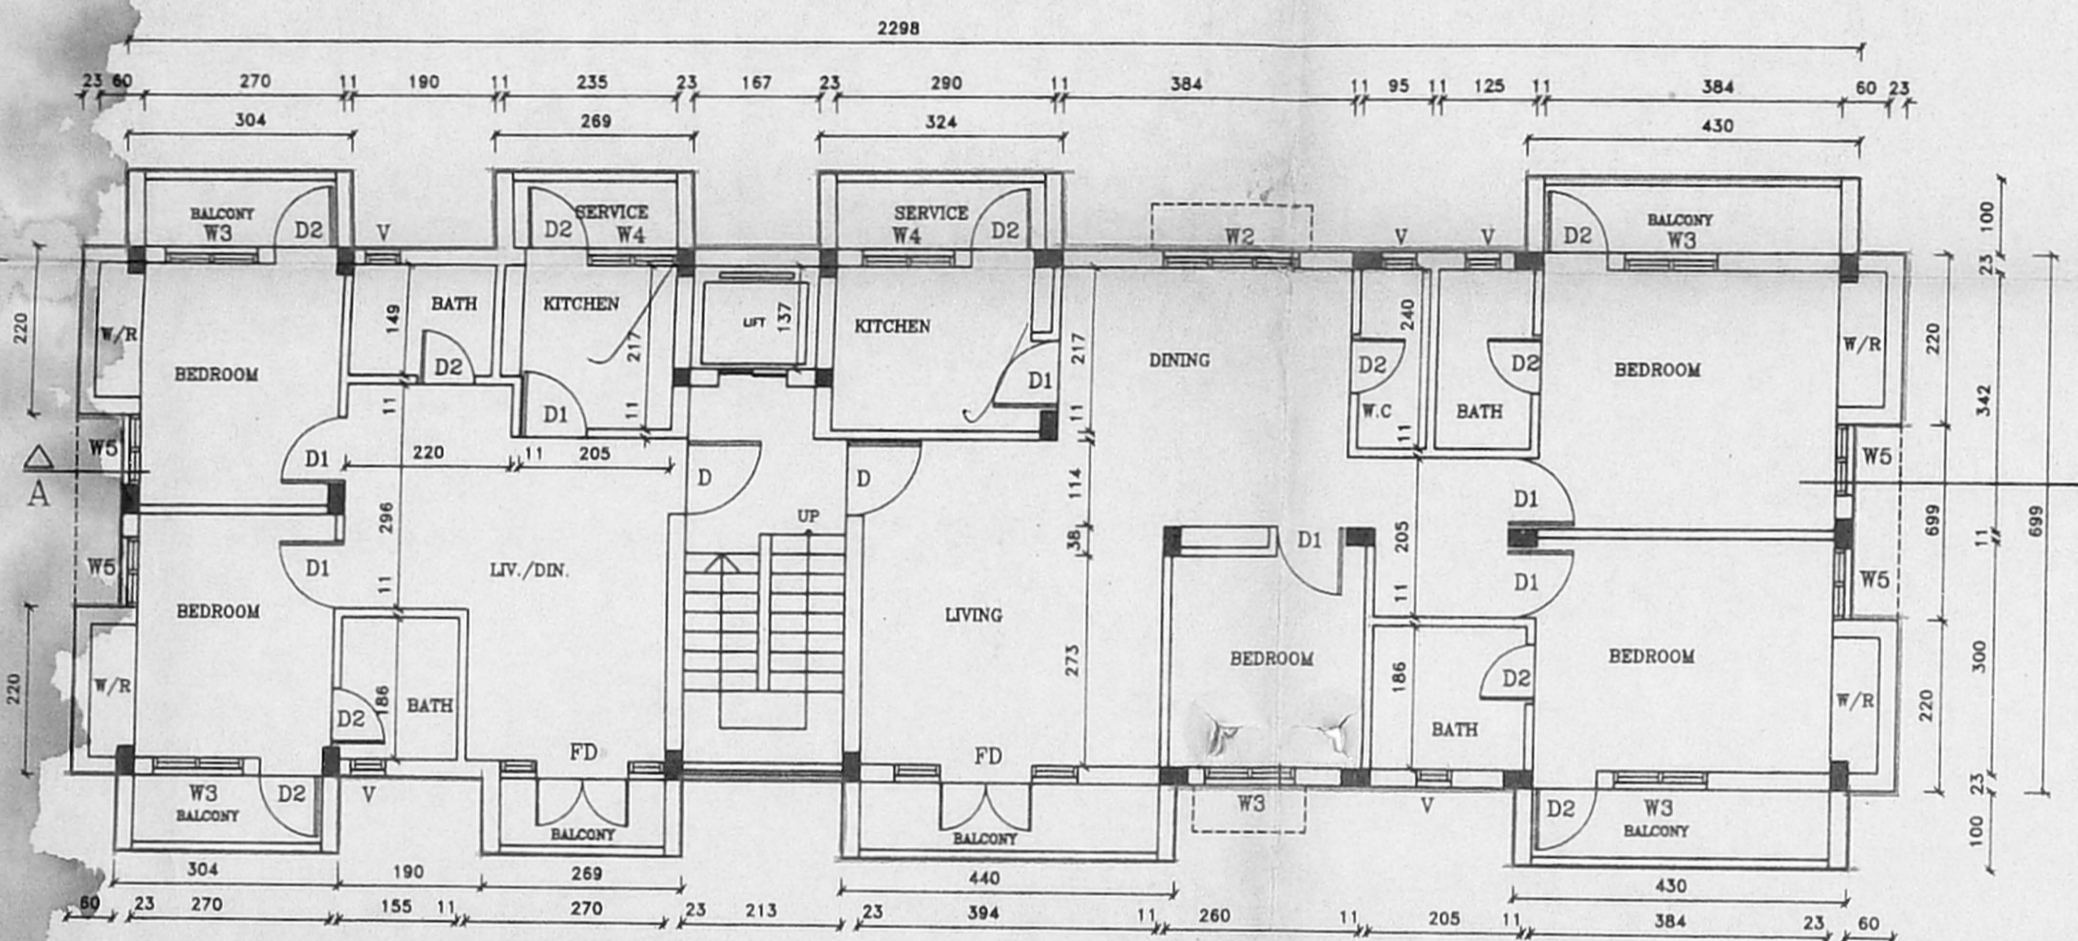 2298
23 60 270 11 190 11 235 23 167 23 290 11 384 11 95 11 125 11 384 60 23
304 269 324 430
BALCONY SERVICE SERVICE BALCONY
W3 D2 V D2 W4 W4 D2 W2 V V D2 W3
100
23
220 W/R BEDROOM 149 BATH D2 KITCHEN 217 LIFT 137 KITCHEN 217 DINING 240 D2 D2 BEDROOM W/R 220 342
11 D1 11 D1 11 W.C 11 BATH
W5 D1 220 11 205 D D 114 D1 W5
A
296 UP 38 D1 205 699 11 699
W5 D1 11 LIV./DIN. 11 D1 W5
BEDROOM LIVING BEDROOM BEDROOM
220 W/R D2 186 BATH 273 186 D2 BATH W/R 220 300
FD FD
W3 D2 V W3 V D2 W3 23
BALCONY BALCONY BALCONY BALCONY 100
304 190 269 440 430
60 23 270 155 11 270 23 213 23 394 11 260 11 205 11 384 23 60